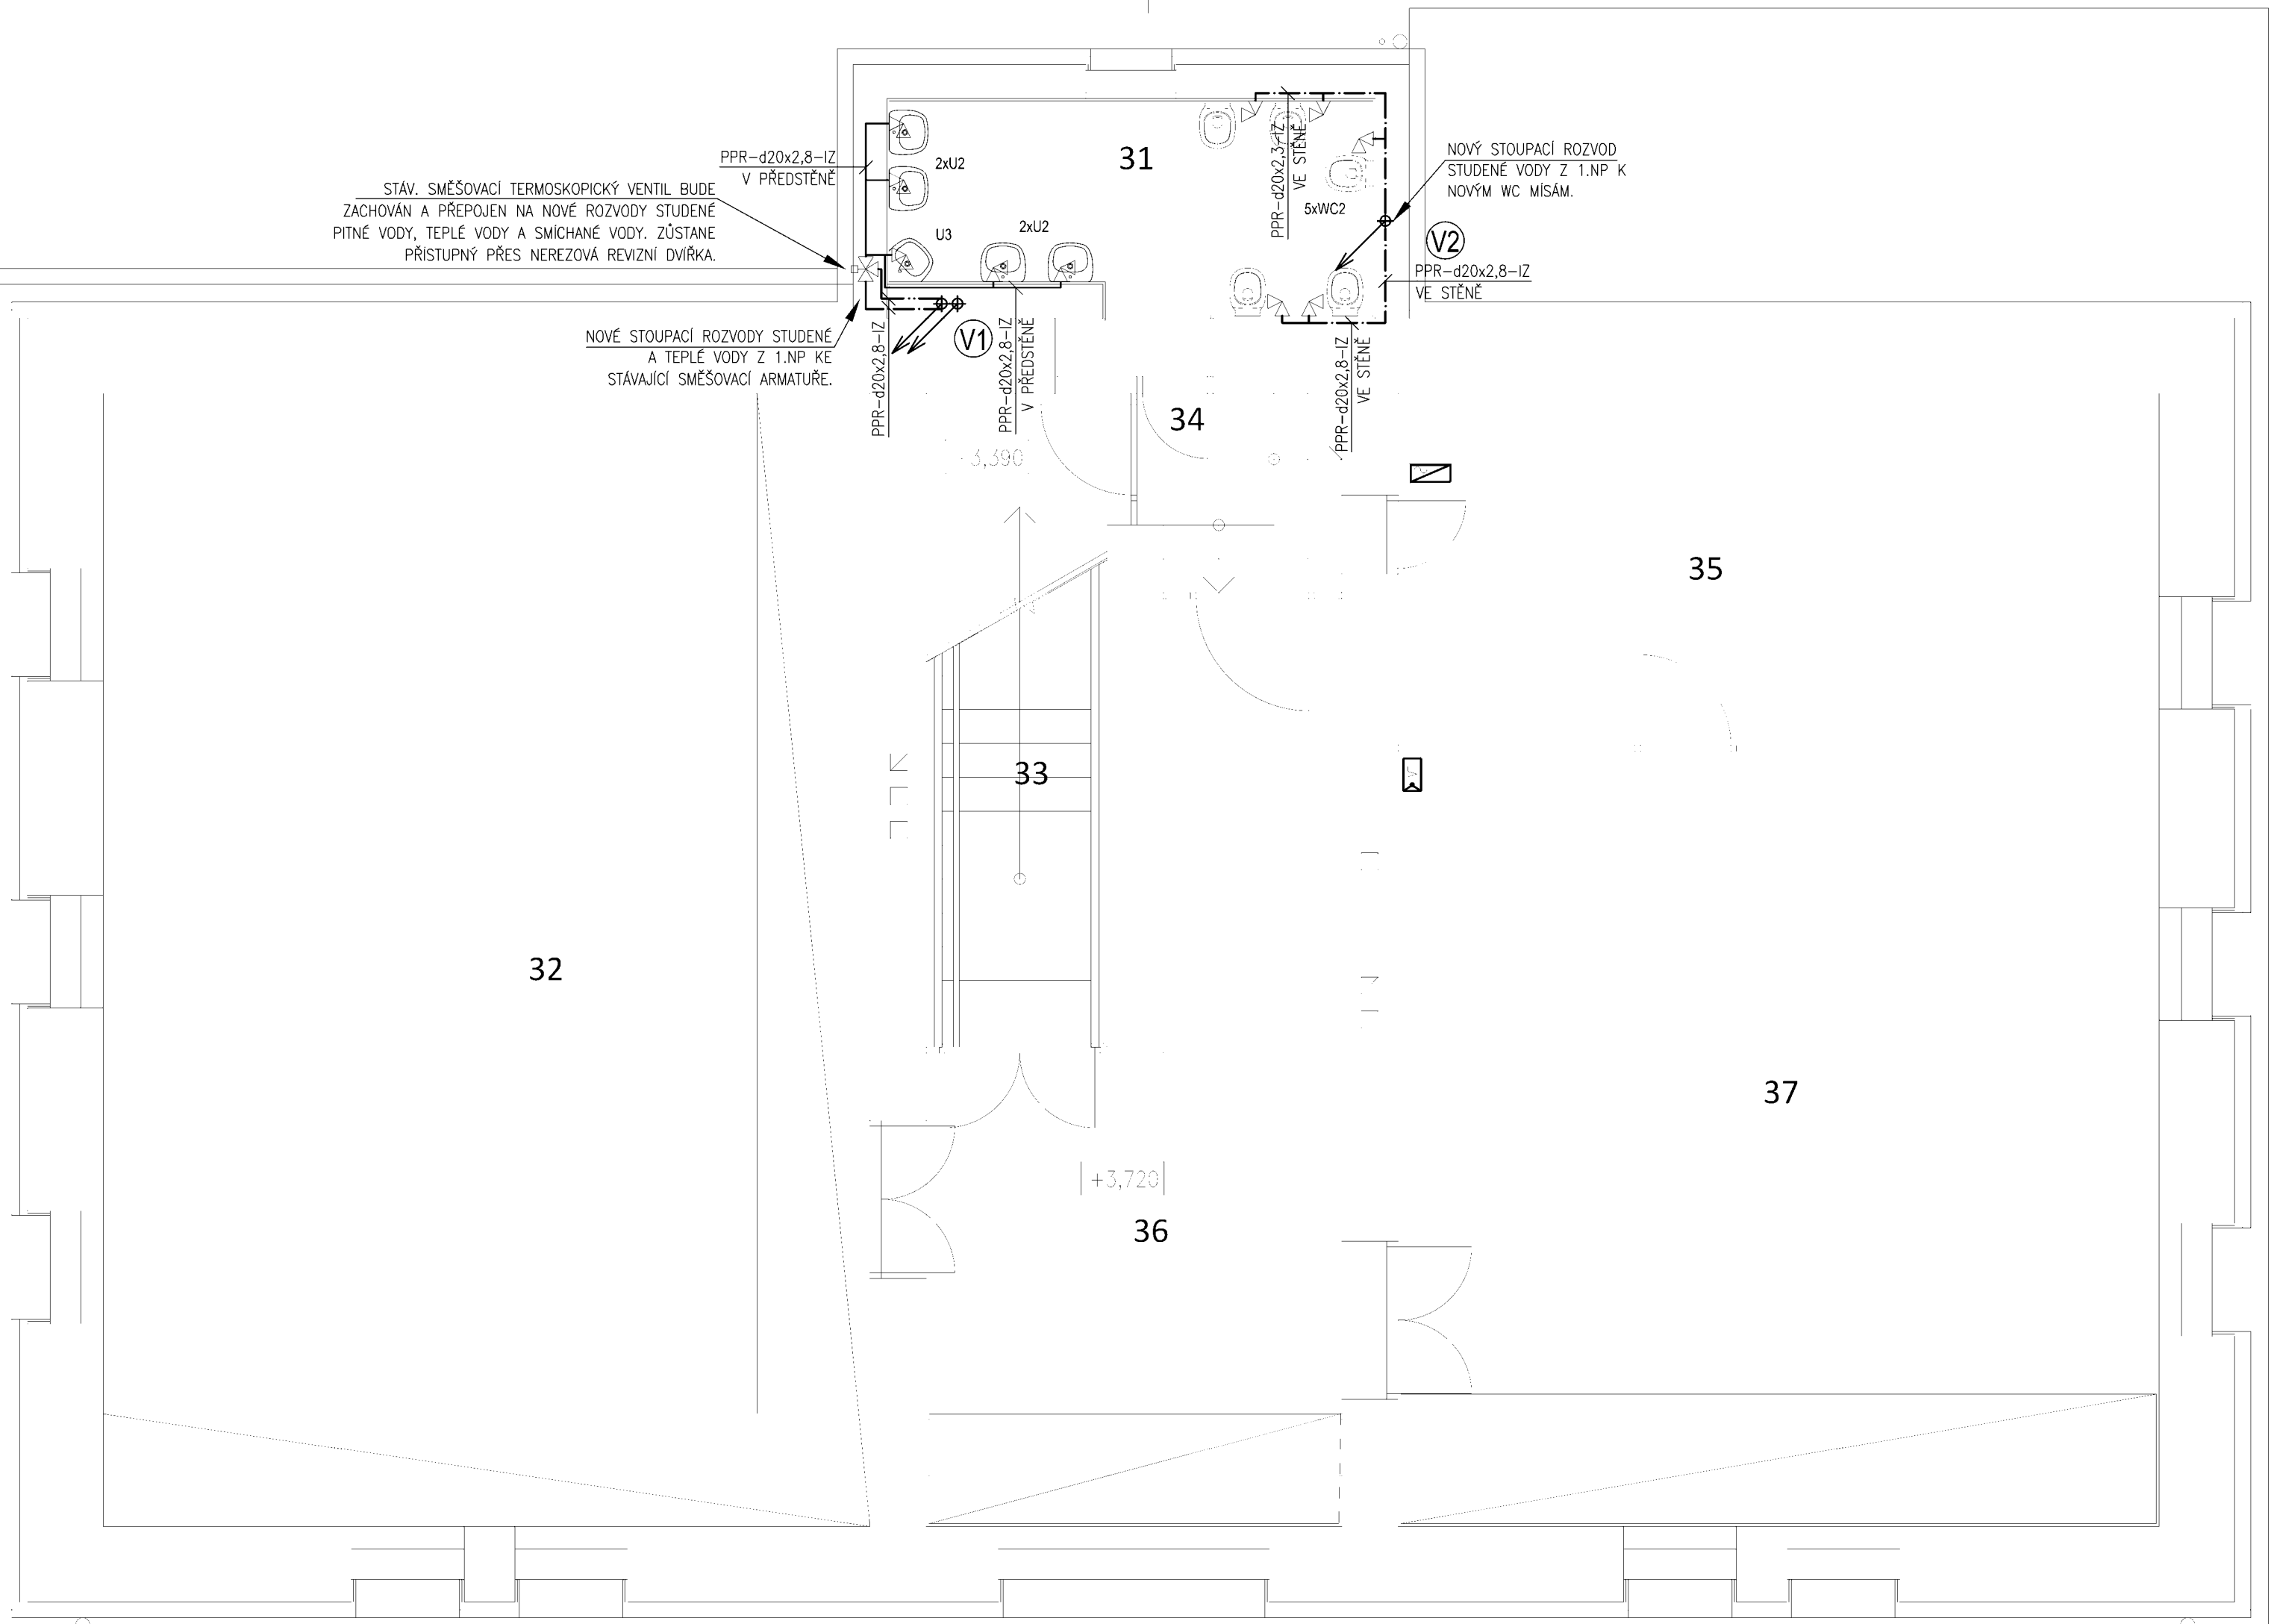 PPR-d20x2,8-IZ
V PŘEDSTĚNĚ
STÁV. SMĚŠOVACÍ TERMOSKOPICKÝ VENTIL BUDE
ZACHOVÁN A PŘEPOJEN NA NOVÉ ROZVODY STUDENÉ
PITNÉ VODY, TEPLÉ VODY A SMÍCHANÉ VODY. ZŮSTANE
PŘÍSTUPNÝ PŘES NEREZOVÁ REVIZNÍ DVÍŘKA.
2xU2
U3
2xU2
31
PPR-d20x2,3-IZ
VE STĚNĚ
5xWC2
NOVÝ STOUPACÍ ROZVOD
STUDENÉ VODY Z 1.NP K
NOVÝM WC MÍSÁM.
V2
PPR-d20x2,8-IZ
VE STĚNĚ
NOVÉ STOUPACÍ ROZVODY STUDENÉ
A TEPLÉ VODY Z 1.NP KE
STÁVAJÍCÍ SMĚŠOVACÍ ARMATUŘE.
PPR-d20x2,8-IZ
V1
PPR-d20x2,8-IZ
V PŘEDSTĚNĚ
PPR-d20x2,8-IZ
VE STĚNĚ
34
3,390
35
33
32
37
+3,720
36